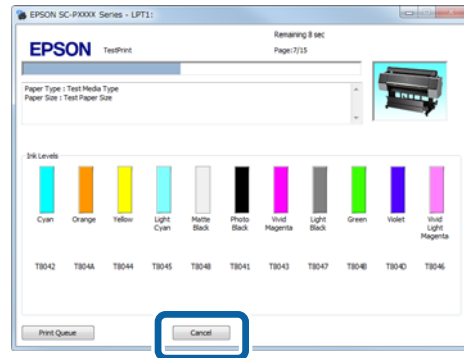 EPSON SC-PXXXX Series - LPT1:
Remaining 8 sec
EPSON TestPrint Page:7/15
Paper Type : Test Media Type
Paper Size : Test Paper Size
Ink Levels
Cyan Orange Yellow Light Cyan Matte Black Photo Black Vivid Magenta Light Black Green Violet Vivid Light Magenta
T8042 T804A T8044 T8045 T8048 T8041 T8043 T8047 T804B T804D T8046
Print Queue Cancel